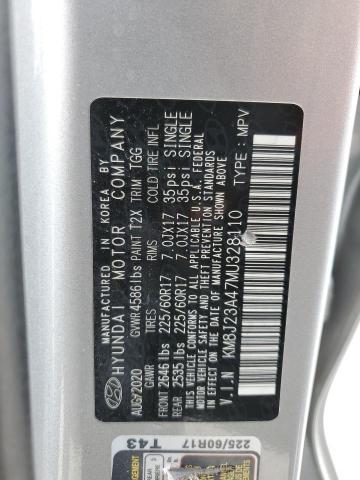 MANUFACTURED IN KOREA BY
HYUNDAI MOTOR COMPANY
AUG/2020 GVWR 4586 lbs PAINT T2X TRIM TGG
GAWR RIMS COLD TIRE INFL
FRONT 2646 lbs 225/60R17 7.0JX17 35psi SINGLE
REAR 2535 lbs 225/60R17 7.0JX17 35psi SINGLE
THIS VEHICLE CONFORMS TO ALL APPLICABLE U.S.A. FEDERAL
MOTOR VEHICLE SAFETY, BUMPER, AND THEFT PREVENTION STANDARDS
IN EFFECT ON THE DATE OF MANUFACTURE SHOWN ABOVE.
V.I.N : KM8J23A47MU328110 TYPE : MPV
225/60R17
T43